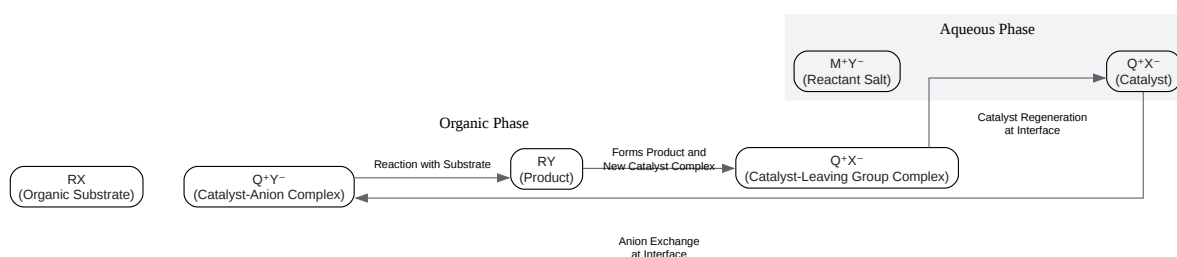 Aqueous Phase
M⁺Y⁻
(Reactant Salt)
Q⁺X⁻
(Catalyst)
Catalyst Regeneration
at Interface
Organic Phase
RX
(Organic Substrate)
Q⁺Y⁻
(Catalyst-Anion Complex)
Reaction with Substrate
RY
(Product)
Forms Product and
New Catalyst Complex
Q⁺X⁻
(Catalyst-Leaving Group Complex)
Anion Exchange
at Interface